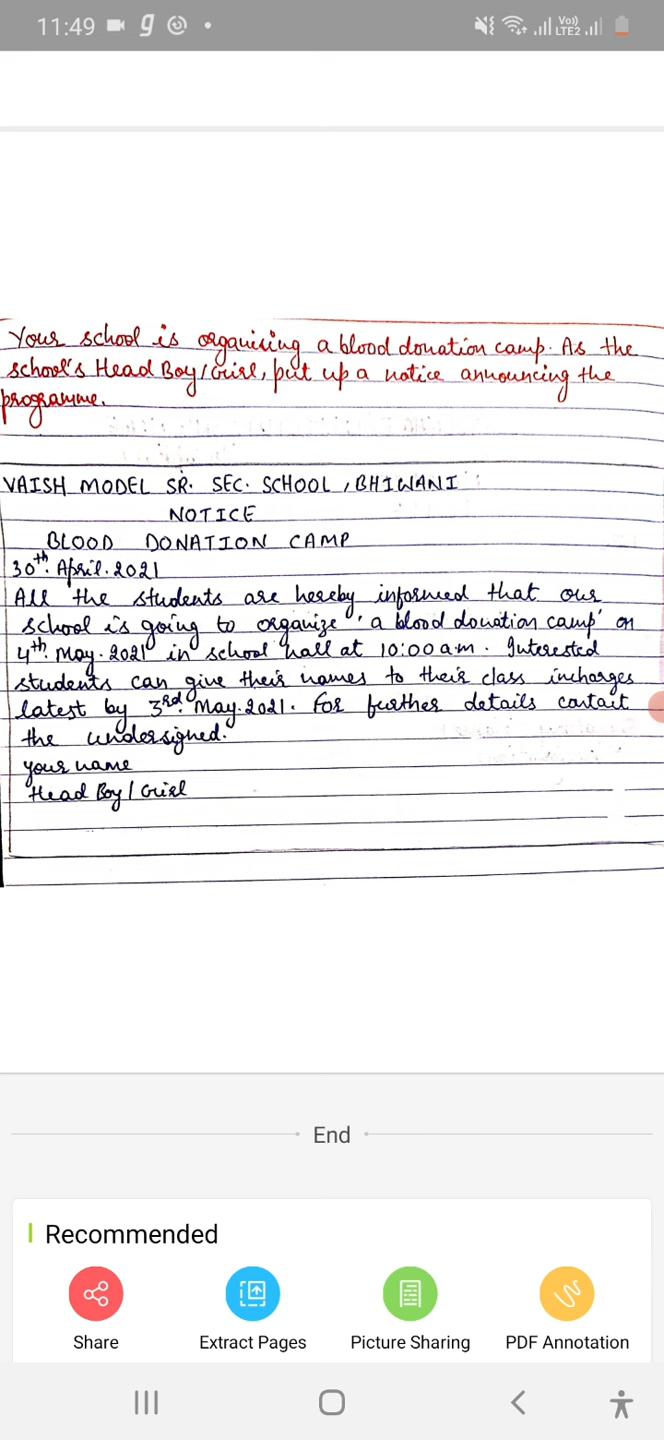 11:49 g
Vo))
LTE2
Your school is organising a blood donation camp. As the
school's Head Boy/Girl, put up a notice announcing the
programme.
VAISH MODEL SR. SEC. SCHOOL, BHIWANI
NOTICE
BLOOD DONATION CAMP
30th. April. 2021
All the students are hereby informed that our
school is going to organize 'a blood donation camp' on
4th. May. 2021 in school hall at 10:00 a.m. Interested
students can give their names to their class incharges
latest by 3rd. May. 2021. For further details contact
the undersigned.
your name
Head Boy/Girl
End
Recommended
Share Extract Pages Picture Sharing PDF Annotation